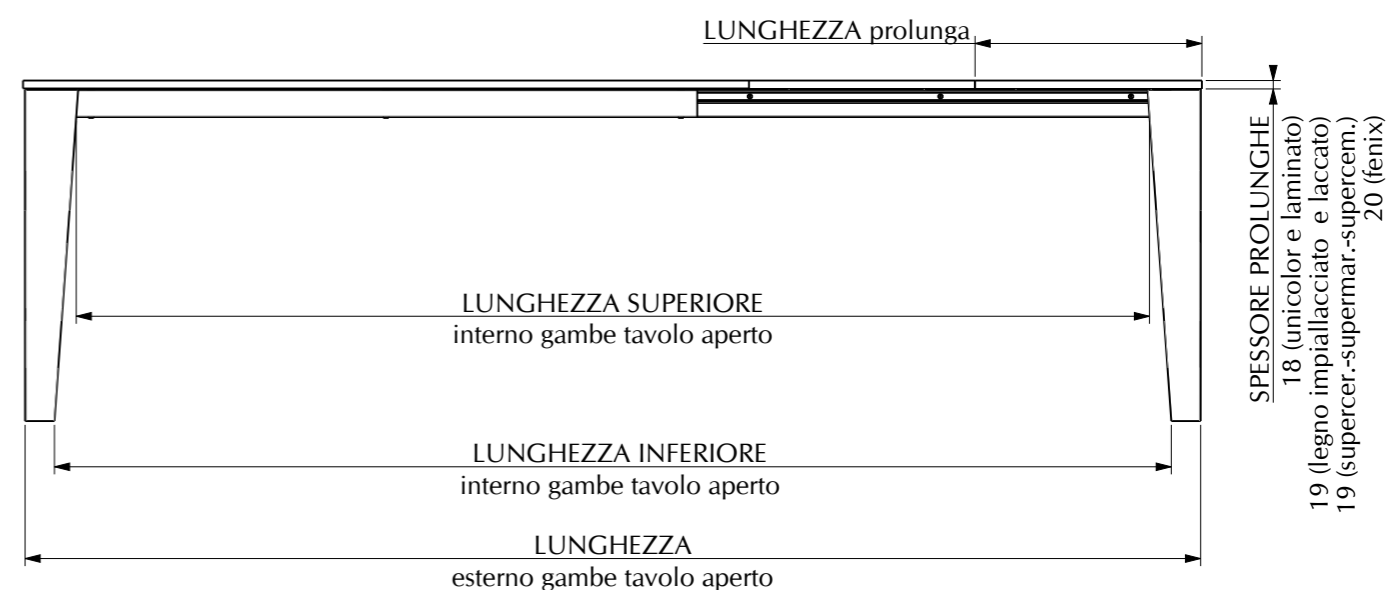 LUNGHEZZA prolunga
LUNGHEZZA SUPERIORE
interno gambe tavolo aperto
LUNGHEZZA INFERIORE
interno gambe tavolo aperto
LUNGHEZZA
esterno gambe tavolo aperto
SPESSORE PROLUNGHE
18 (unicolor e laminato)
19 (legno impiallacciato e laccato)
19 (supercer.-supermar.-supercem.)
20 (fenix)